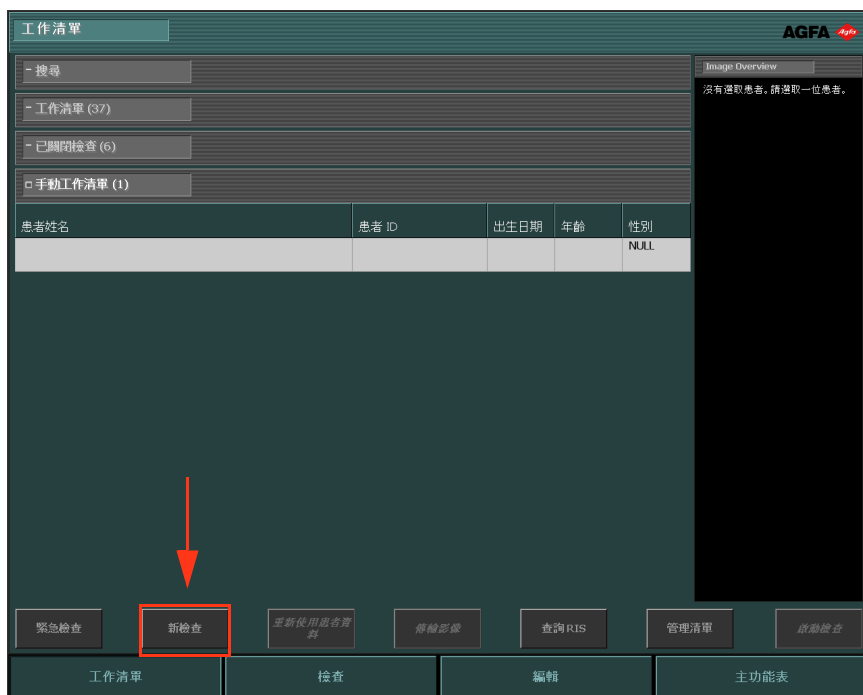 工作清單
AGFA Agfa
- 搜尋
Image Overview
沒有選取患者。請選取一位患者。
- 工作清單 (37)
- 已關閉檢查 (6)
手動工作清單 (1)
患者姓名 患者 ID 出生日期 年齡 性別
NULL
緊急檢查 新檢查 重新使用患者資料 傳輸影像 查詢 RIS 管理清單 啟動檢查
工作清單 檢查 編輯 主功能表